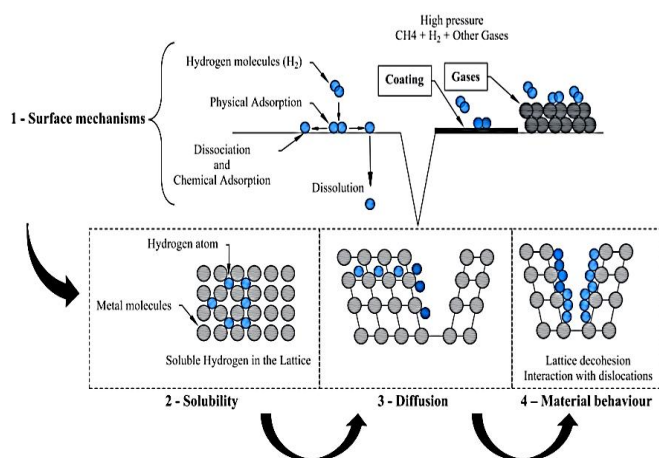 High pressure
CH4 + H₂ + Other Gases
Hydrogen molecules (H₂)
Coating
Gases
Physical Adsorption
1 - Surface mechanisms
Dissociation
and
Chemical Adsorption
Dissolution
Hydrogen atom
Metal molecules
Soluble Hydrogen in the Lattice
Lattice decohesion
Interaction with dislocations
2 - Solubility
3 - Diffusion
4 – Material behaviour